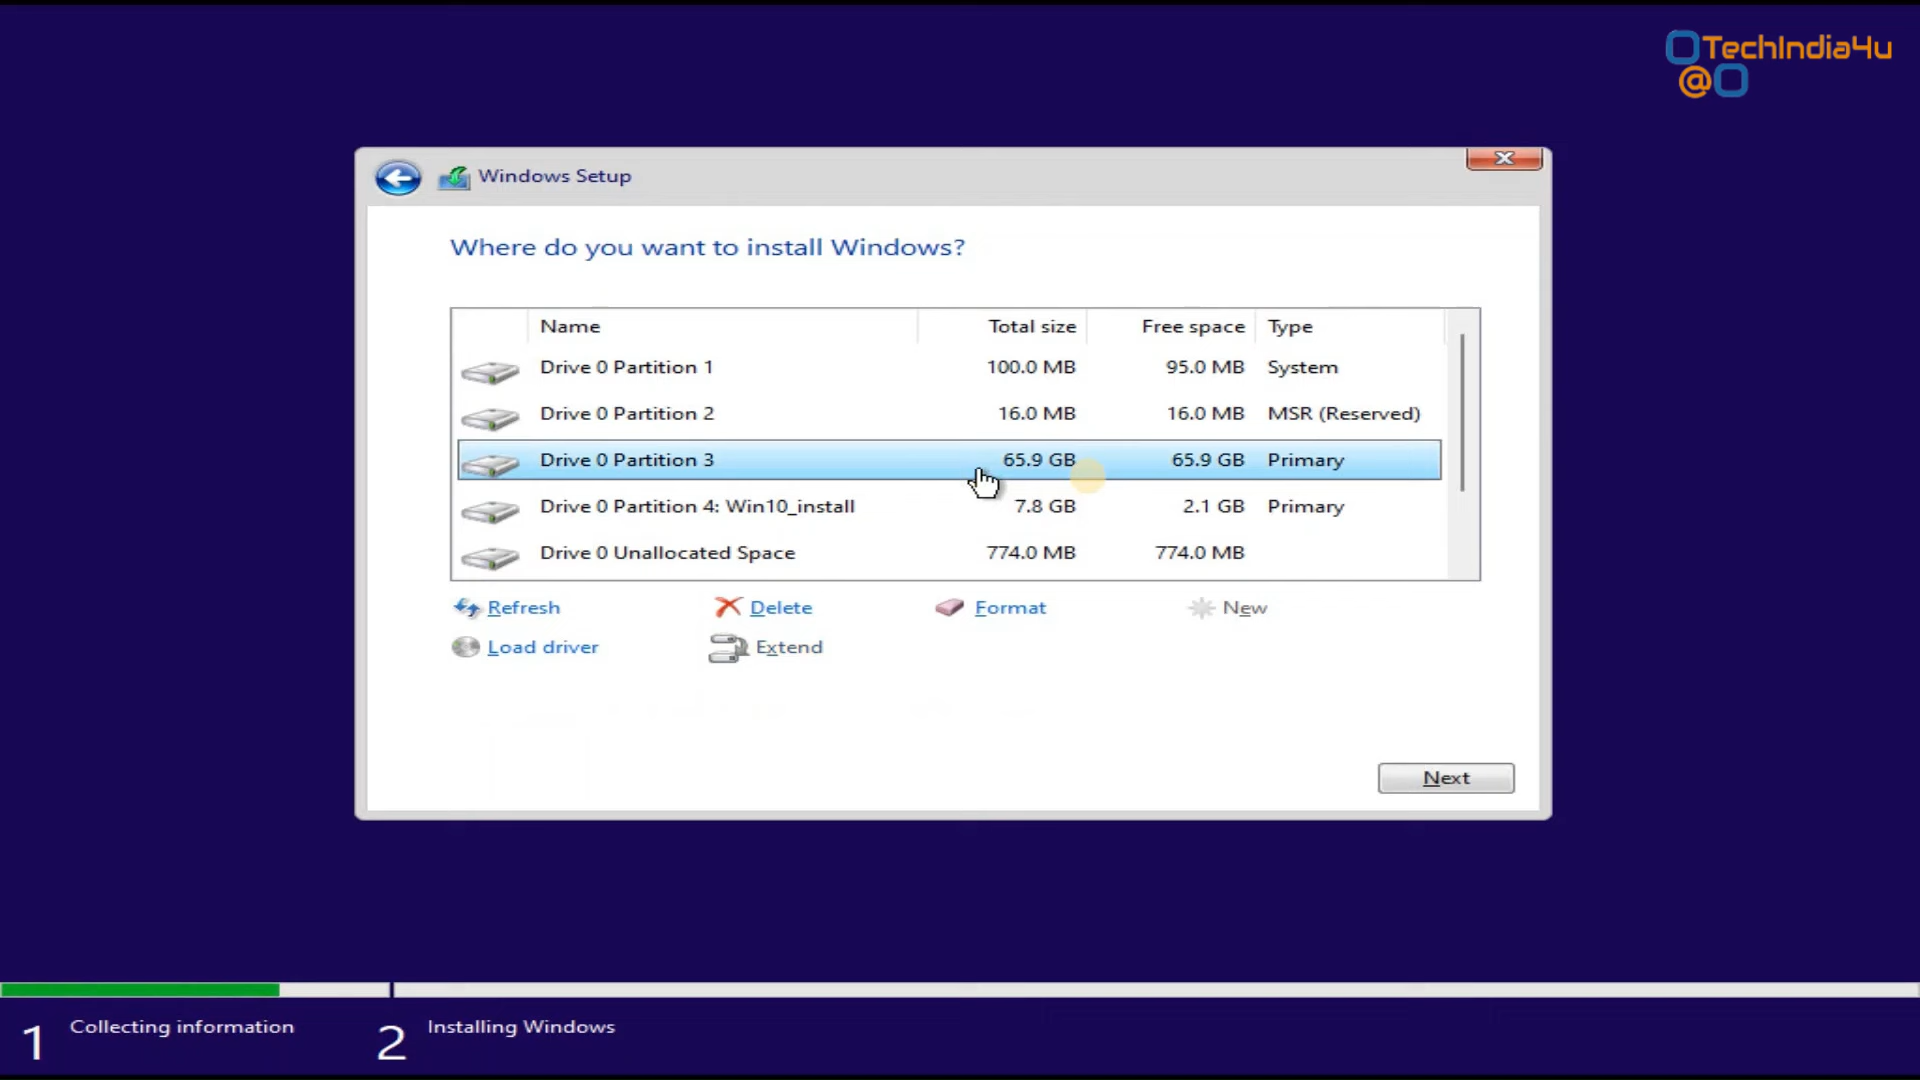 TechIndia4u
@
Windows Setup
Where do you want to install Windows?
Name Total size Free space Type
Drive 0 Partition 1 100.0 MB 95.0 MB System
Drive 0 Partition 2 16.0 MB 16.0 MB MSR (Reserved)
Drive 0 Partition 3 65.9 GB 65.9 GB Primary
Drive 0 Partition 4: Win10_install 7.8 GB 2.1 GB Primary
Drive 0 Unallocated Space 774.0 MB 774.0 MB
Refresh Delete Format New
Load driver Extend
Next
1 Collecting information 2 Installing Windows